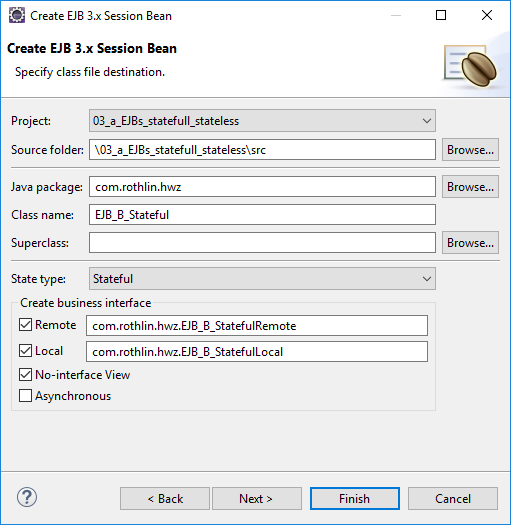 Create EJB 3.x Session Bean
Create EJB 3.x Session Bean
Specify class file destination.
Project: 03_a_EJBs_statefull_stateless
Source folder: \03_a_EJBs_statefull_stateless\src Browse...
Java package: com.rothlin.hwz Browse...
Class name: EJB_B_Stateful
Superclass: Browse...
State type: Stateful
Create business interface
Remote com.rothlin.hwz.EJB_B_StatefulRemote
Local com.rothlin.hwz.EJB_B_StatefulLocal
No-interface View
Asynchronous
? < Back Next > Finish Cancel